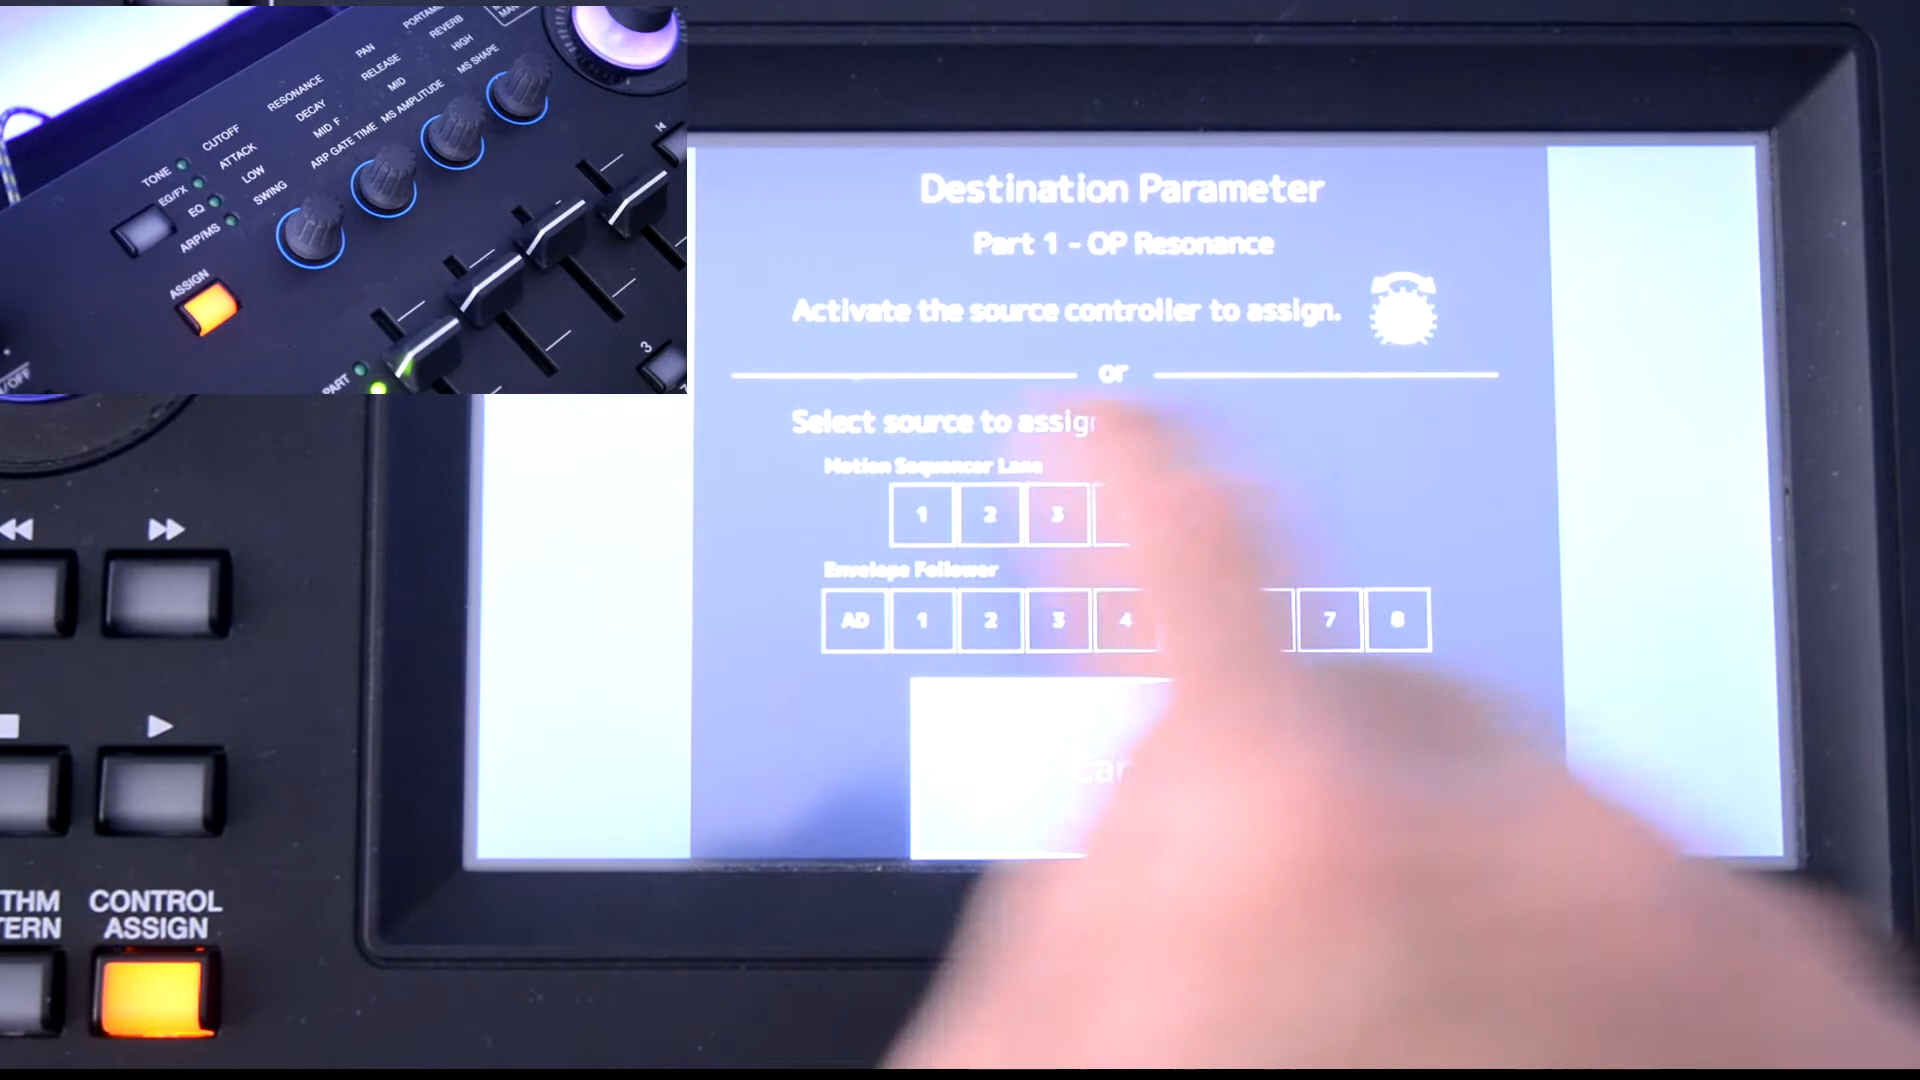 PAN
REVERB
RELEASE
HIGH
RESONANCE
MID
MS SHAPE
DECAY
MS AMPLITUDE
CUTOFF
MID F
ATTACK
ARP GATE TIME
TONE
LOW
EG/FX
SWING
EQ
ARP/MS
ASSIGN
PART
3
Destination Parameter
Part 1 - OP Resonance
Activate the source controller to assign.
or
Select source to assign
Motion Sequencer Lane
1 2 3
Envelope Follower
AD 1 2 3 4 7 8
CONTROL
ASSIGN